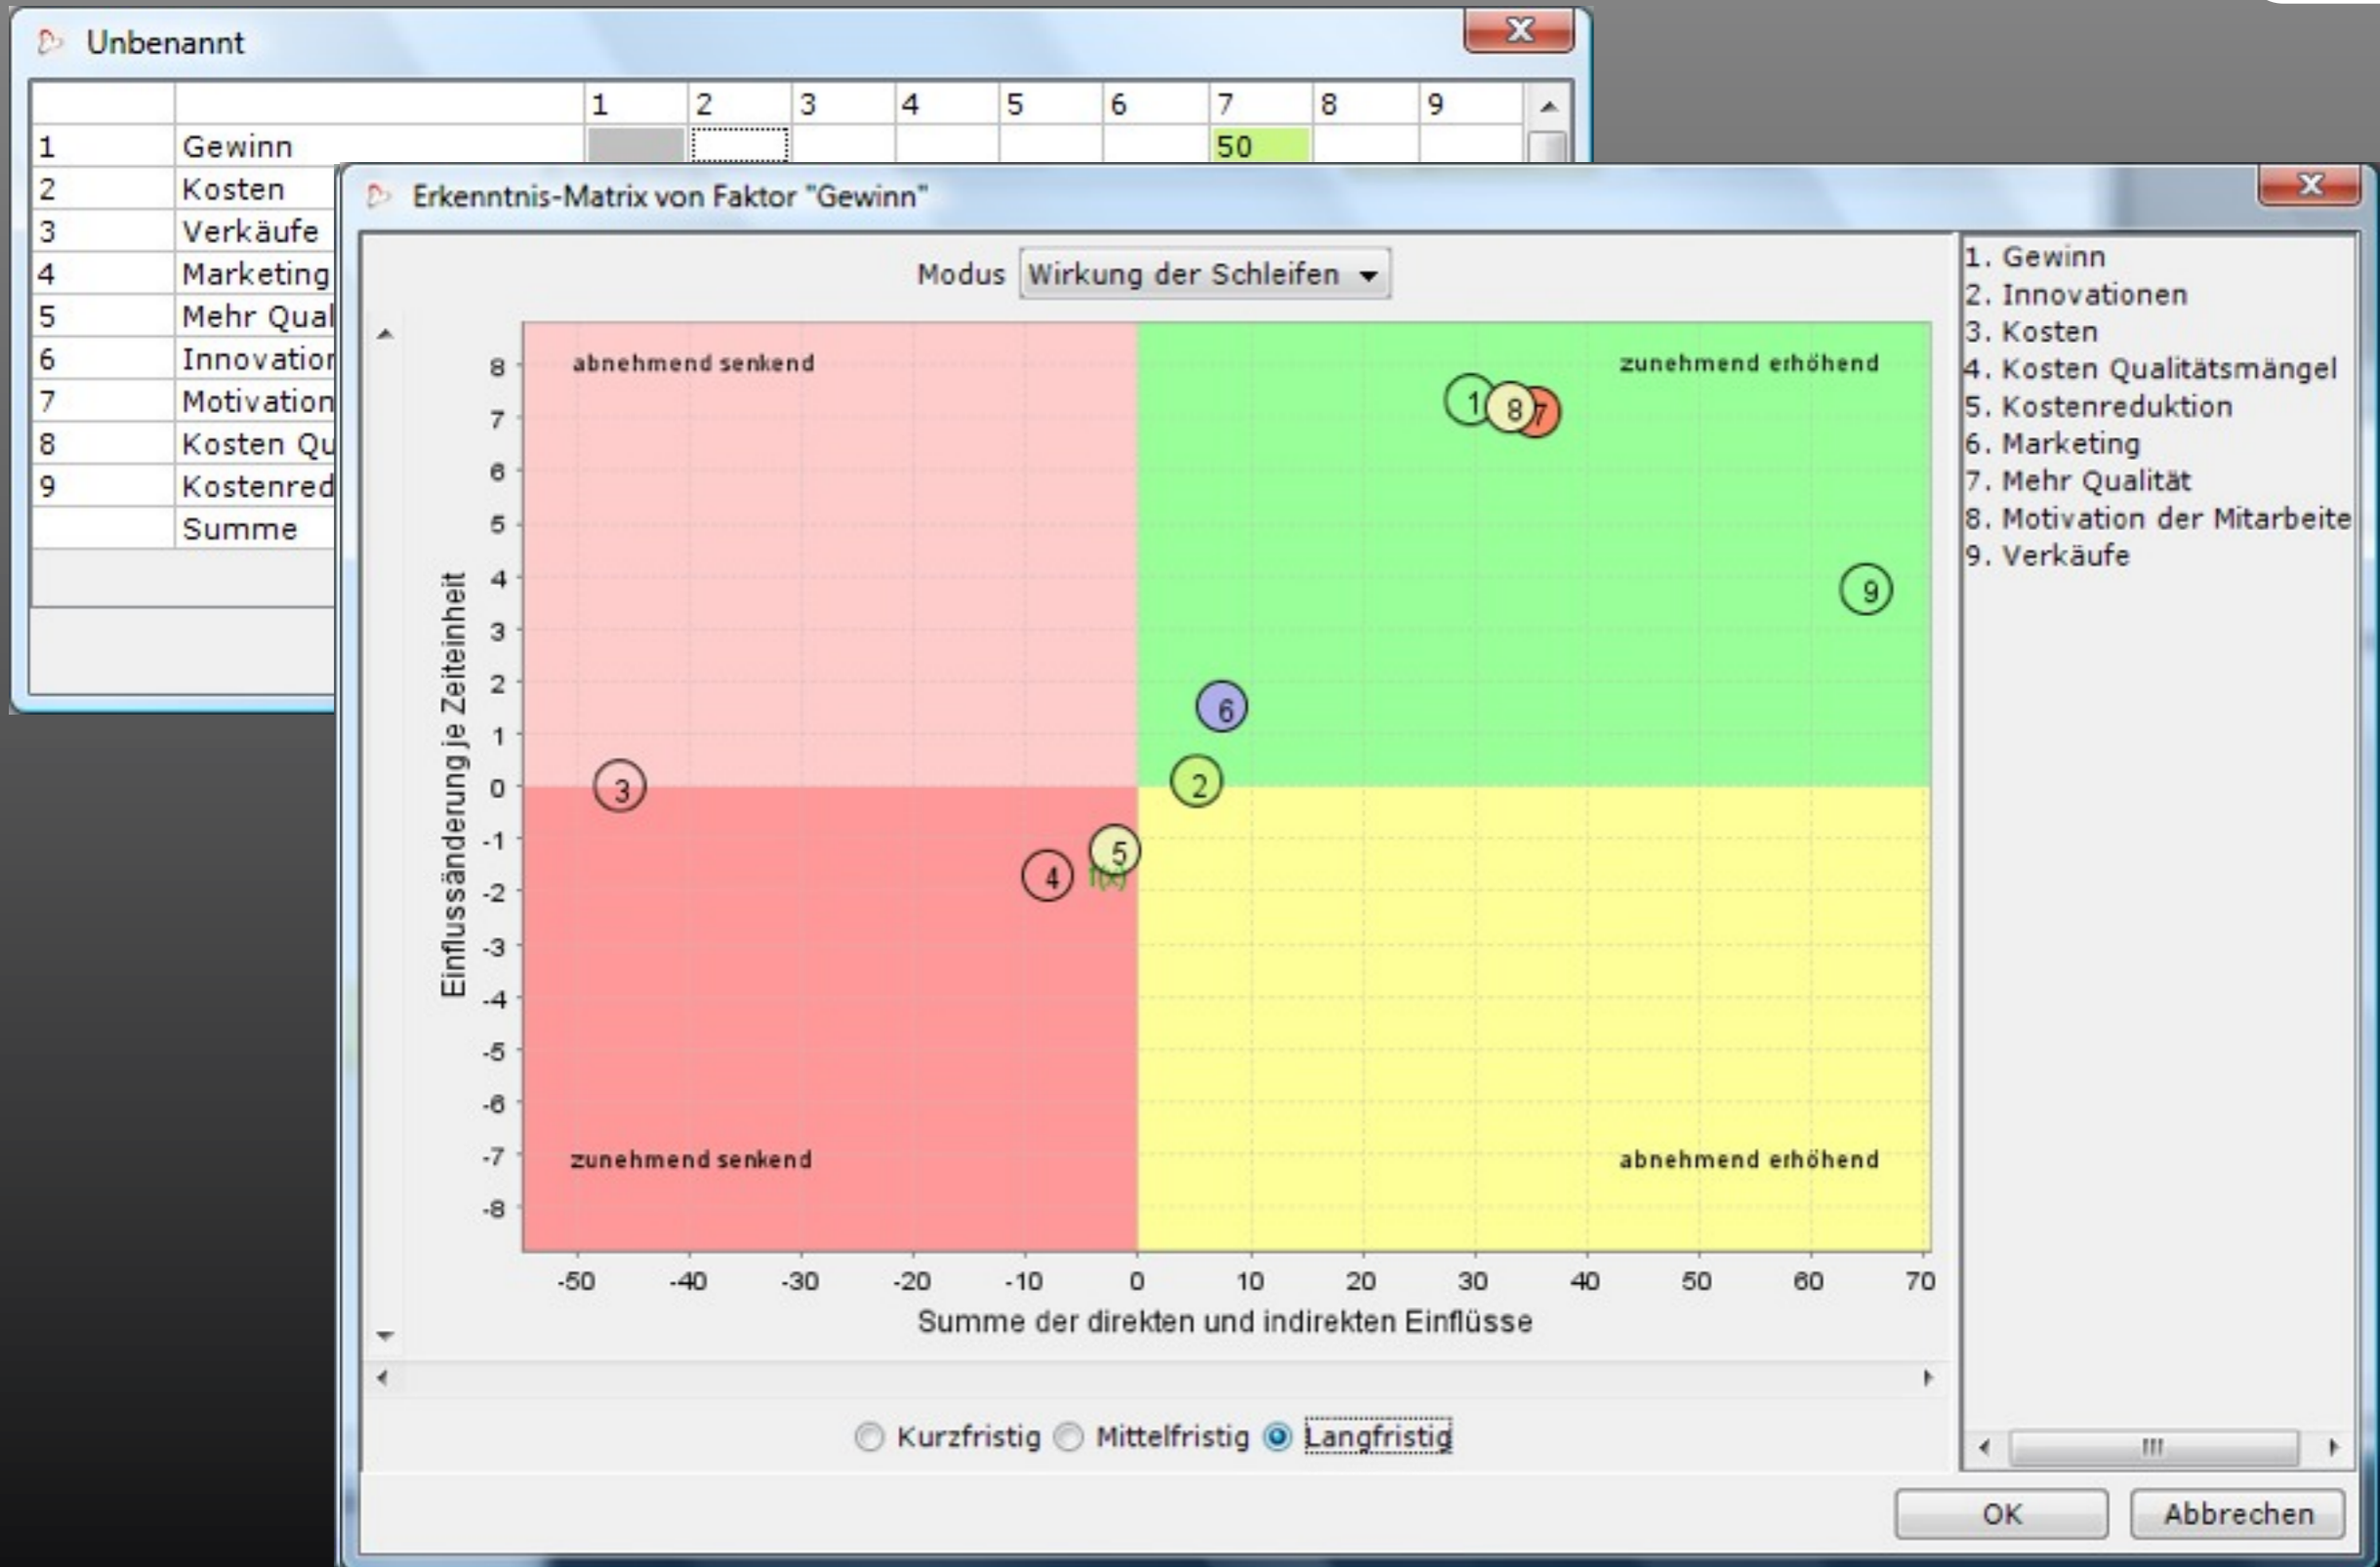 Unbenannt
1 2 3 4 5 6 7 8 9
1 Gewinn 50
2 Kosten
3 Verkäufe
4 Marketing
5 Mehr Qual
6 Innovation
7 Motivation
8 Kosten Qu
9 Kostenred
Summe
Erkenntnis-Matrix von Faktor "Gewinn"
Modus Wirkung der Schleifen
abnehmend senkend
zunehmend erhöhend
zunehmend senkend
abnehmend erhöhend
Einflussänderung je Zeiteinheit
8
7
6
5
4
3
2
1
0
-1
-2
-3
-4
-5
-6
-7
-8
1 8 7
9
6
2
3
5
4
f(x)
-50 -40 -30 -20 -10 0 10 20 30 40 50 60 70
Summe der direkten und indirekten Einflüsse
Kurzfristig Mittelfristig Langfristig
1. Gewinn
2. Innovationen
3. Kosten
4. Kosten Qualitätsmängel
5. Kostenreduktion
6. Marketing
7. Mehr Qualität
8. Motivation der Mitarbeite
9. Verkäufe
OK Abbrechen